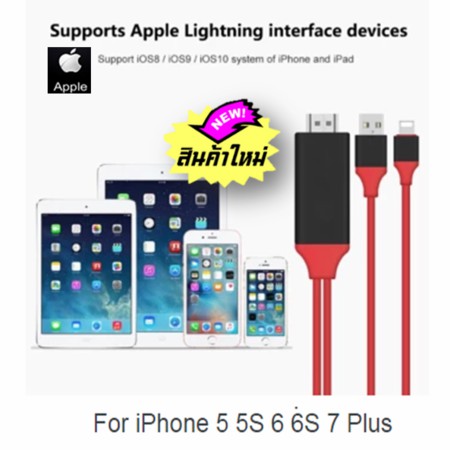 Supports Apple Lightning interface devices
Support iOS8 / iOS9 / iOS10 system of iPhone and iPad
Apple
NEW!
สินค้าใหม่
For iPhone 5 5S 6 6S 7 Plus